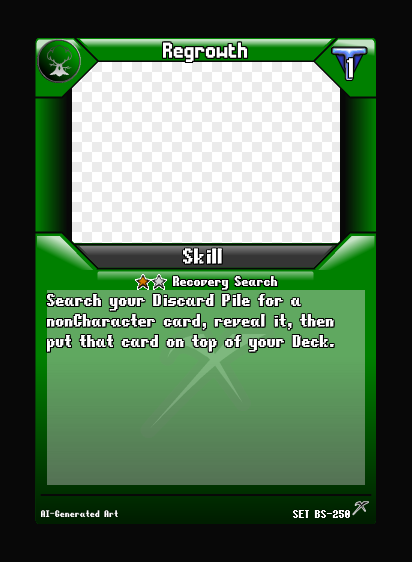 Regrowth
1
Skill
Recovery Search
Search your Discard Pile for a
nonCharacter card, reveal it, then
put that card on top of your Deck.
AI-Generated Art
SET BS-250